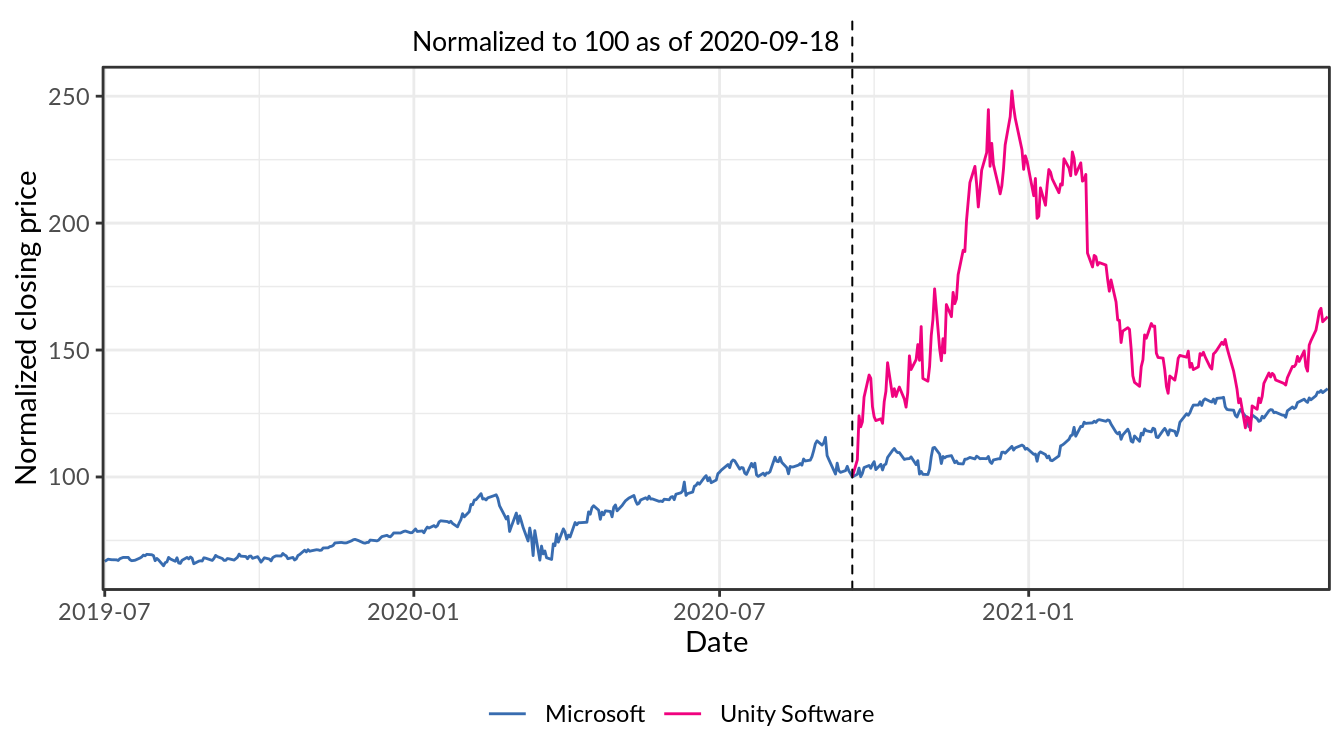 Normalized to 100 as of 2020-09-18
Normalized closing price
250
200
150
100
2019-07
2020-01
2020-07
2021-01
Date
Microsoft
Unity Software